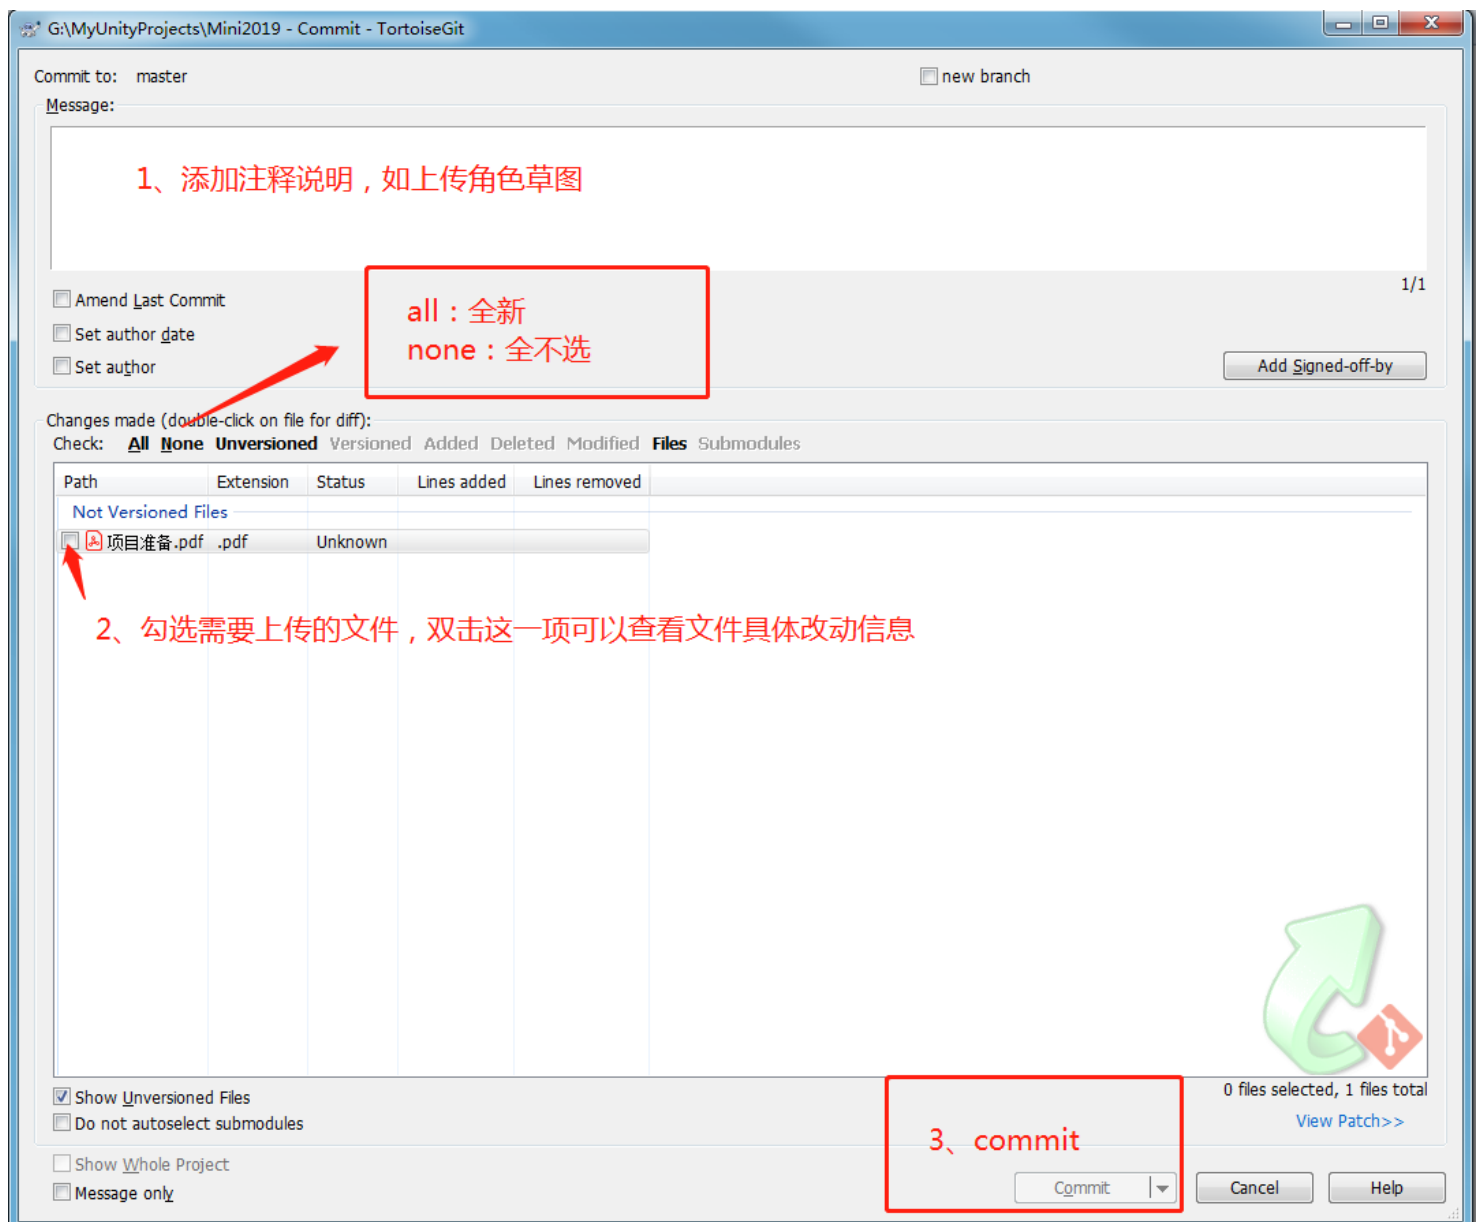 G:\MyUnityProjects\Mini2019 - Commit - TortoiseGit
Commit to: master
new branch
Message:
1、添加注释说明，如上传角色草图
1/1
Amend Last Commit
Set author date
Set author
all：全新
none：全不选
Add Signed-off-by
Changes made (double-click on file for diff):
Check: All None Unversioned Versioned Added Deleted Modified Files Submodules
Path Extension Status Lines added Lines removed
Not Versioned Files
项目准备.pdf .pdf Unknown
2、勾选需要上传的文件，双击这一项可以查看文件具体改动信息
Show Unversioned Files
0 files selected, 1 files total
Do not autoselect submodules
View Patch>>
3、commit
Show Whole Project
Message only
Commit
Cancel
Help